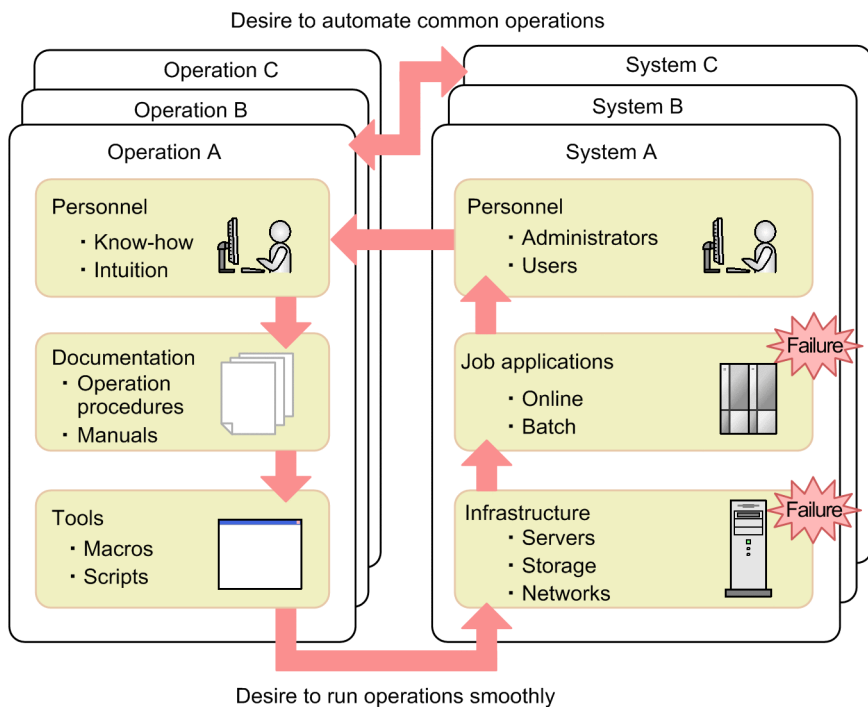 Desire to automate common operations
Operation C
Operation B
Operation A
Personnel
・Know-how
・Intuition
Documentation
・Operation
procedures
・Manuals
Tools
・Macros
・Scripts
System C
System B
System A
Personnel
・Administrators
・Users
Job applications
・Online
・Batch
Failure
Infrastructure
・Servers
・Storage
・Networks
Failure
Desire to run operations smoothly